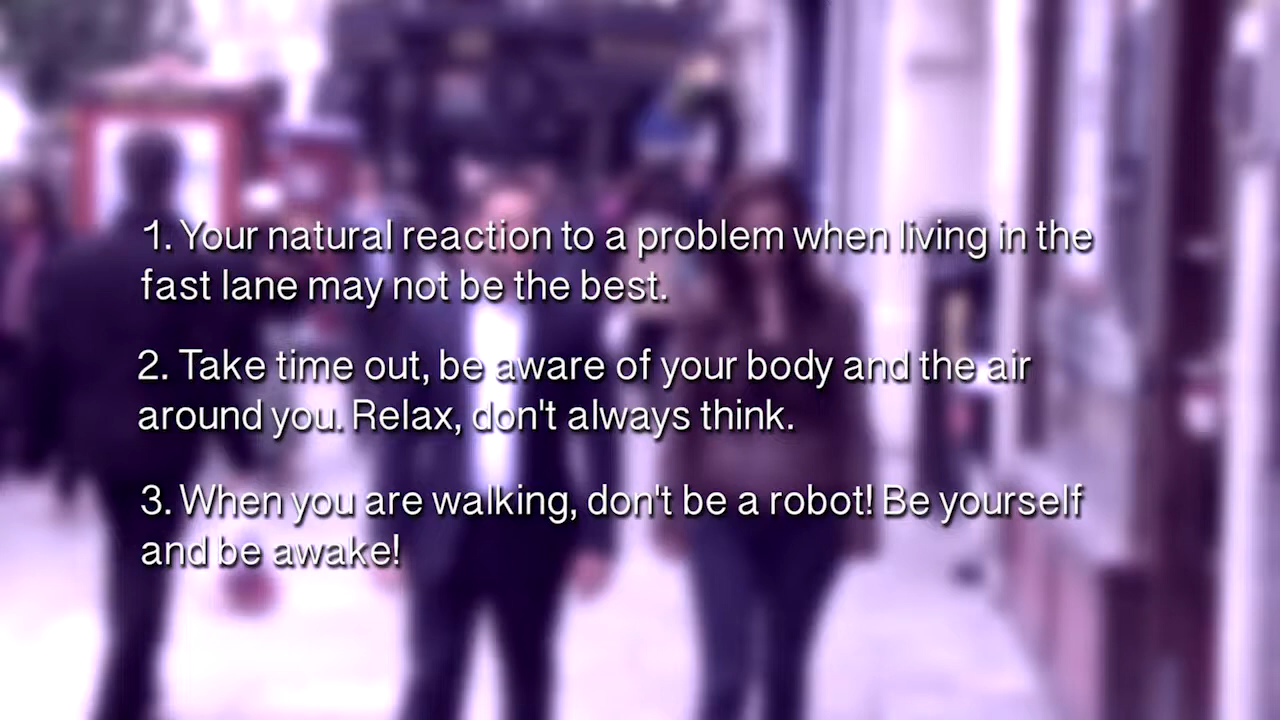 1. Your natural reaction to a problem when living in the
fast lane may not be the best.
2. Take time out, be aware of your body and the air
around you. Relax, don't always think.
3. When you are walking, don't be a robot! Be yourself
and be awake!